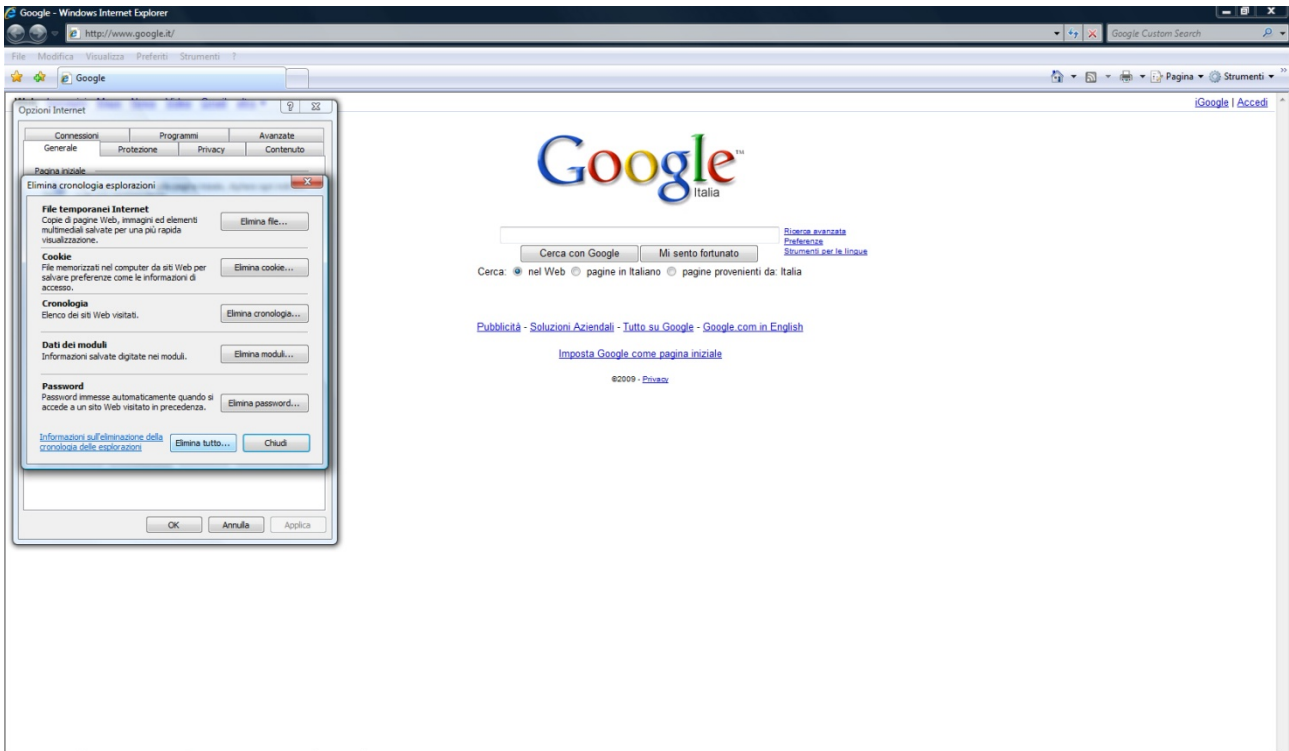 Google - Windows Internet Explorer
http://www.google.it/
Google Custom Search
File Modifica Visualizza Preferiti Strumenti ?
Google
Pagina Strumenti
iGoogle | Accedi
Opzioni Internet
Connessioni Programmi Avanzate
Generale Protezione Privacy Contenuto
Pagina iniziale
Elimina cronologia esplorazioni
File temporanei Internet
Copie di pagine Web, immagini ed elementi
multimediali salvate per una più rapida
visualizzazione.
Elimina file...
Cookie
File memorizzati nel computer da siti Web per
salvare preferenze come le informazioni di
accesso.
Elimina cookie...
Cronologia
Elenco dei siti Web visitati.
Elimina cronologia...
Dati dei moduli
Informazioni salvate digitate nei moduli.
Elimina moduli...
Password
Password immesse automaticamente quando si
accede a un sito Web visitato in precedenza.
Elimina password...
Informazioni sull'eliminazione della
cronologia delle esplorazioni
Elimina tutto...
Chiudi
OK Annulla Applica
Google™
Italia
Ricerca avanzata
Preferenze
Strumenti per le lingue
Cerca con Google Mi sento fortunato
Cerca: nel Web pagine in Italiano pagine provenienti da: Italia
Pubblicità - Soluzioni Aziendali - Tutto su Google - Google.com in English
Imposta Google come pagina iniziale
©2009 - Privacy